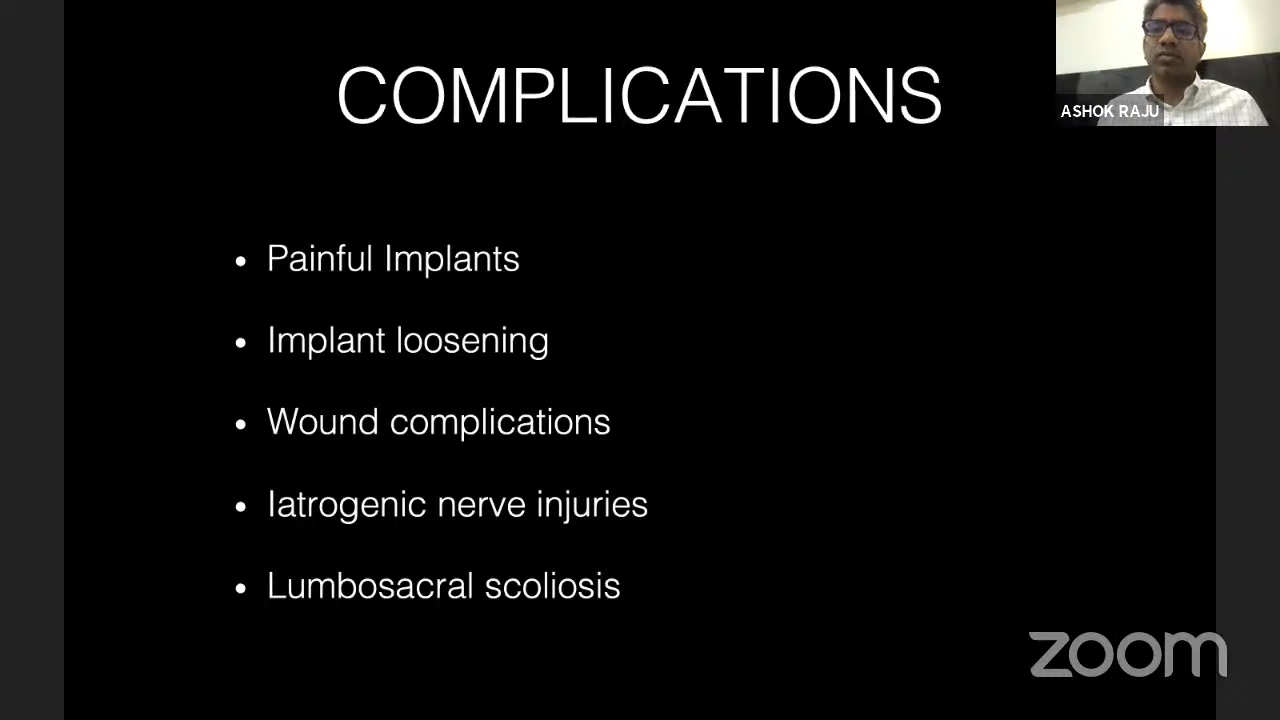 COMPLICATIONS
ASHOK RAJU
• Painful Implants
• Implant loosening
• Wound complications
• Iatrogenic nerve injuries
• Lumbosacral scoliosis
zoom